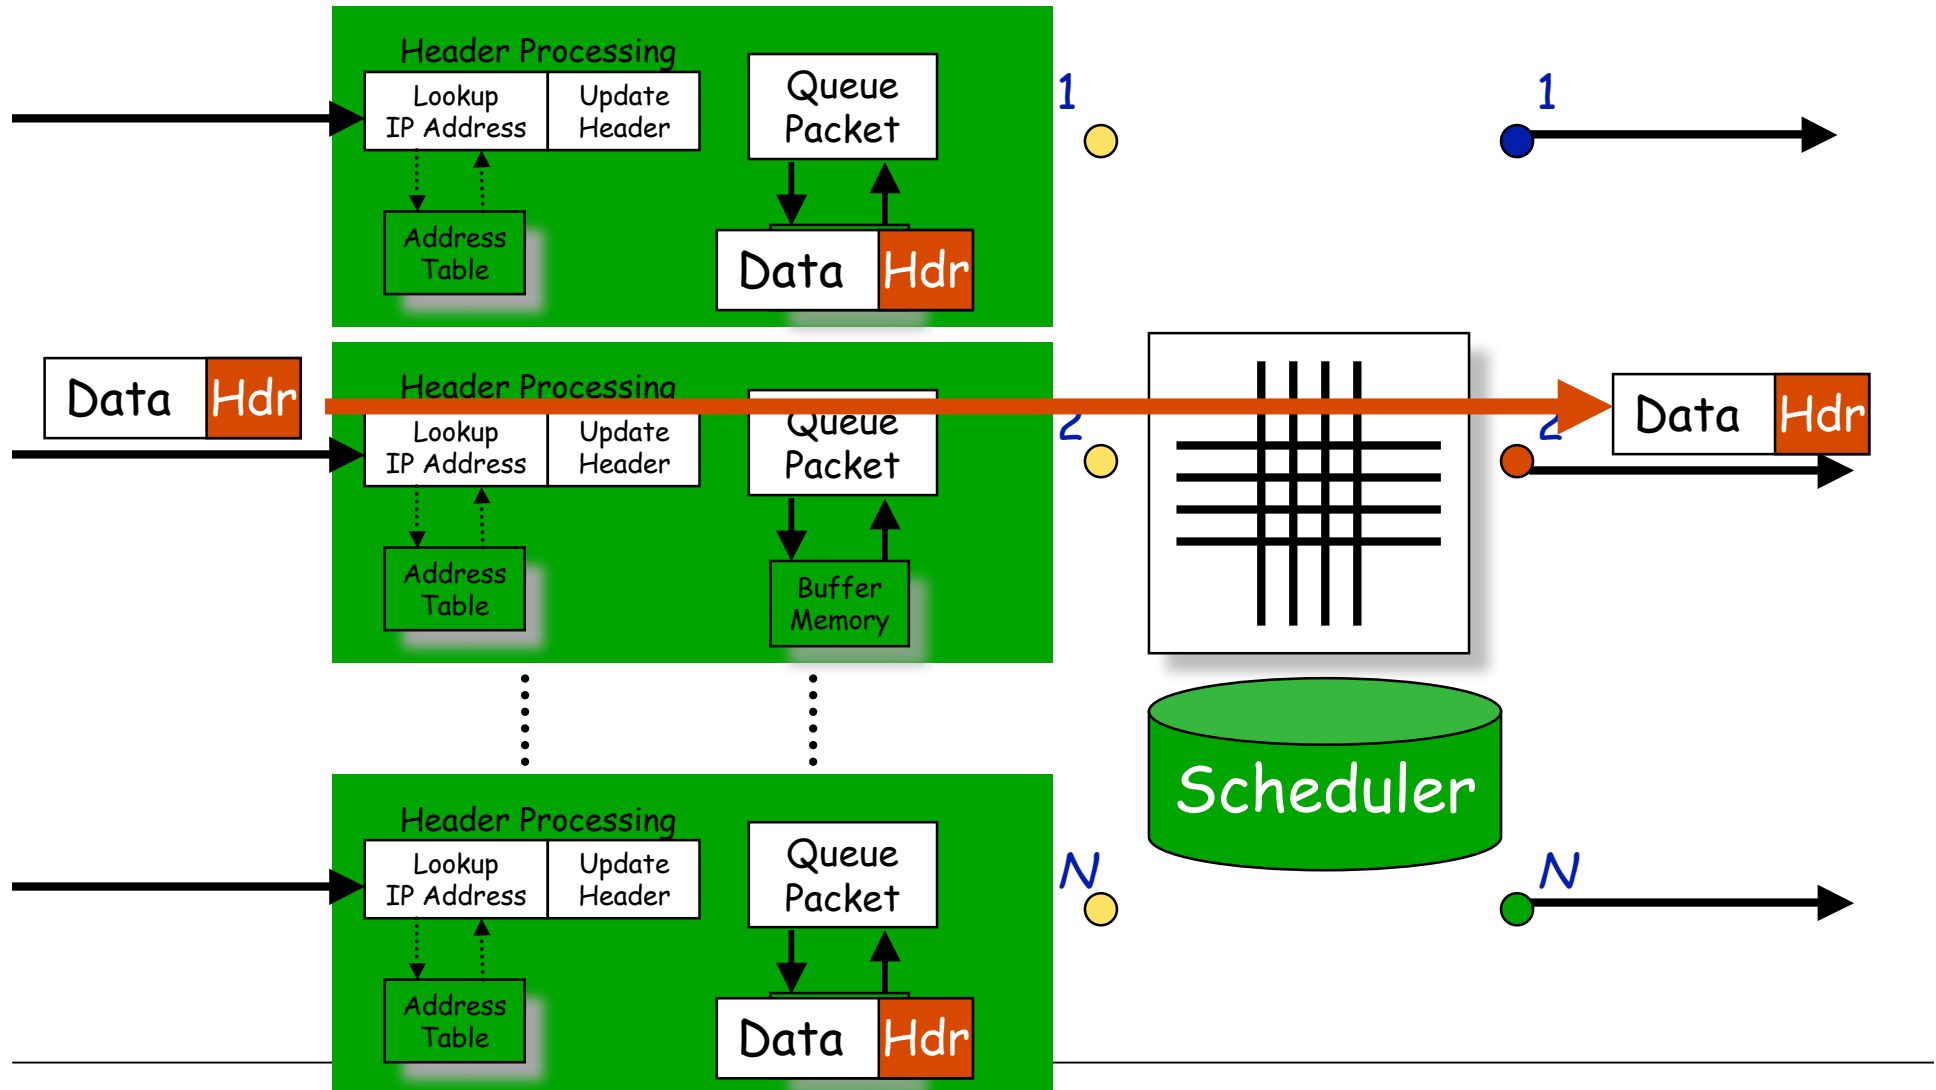 Header Processing
Lookup
IP Address
Update
Header
Queue
Packet
Address
Table
Data
Hdr
1
1
Data
Hdr
Header Processing
Lookup
IP Address
Update
Header
Queue
Packet
Address
Table
Buffer
Memory
2
2
Data
Hdr
Scheduler
Header Processing
Lookup
IP Address
Update
Header
Queue
Packet
Address
Table
Data
Hdr
N
N